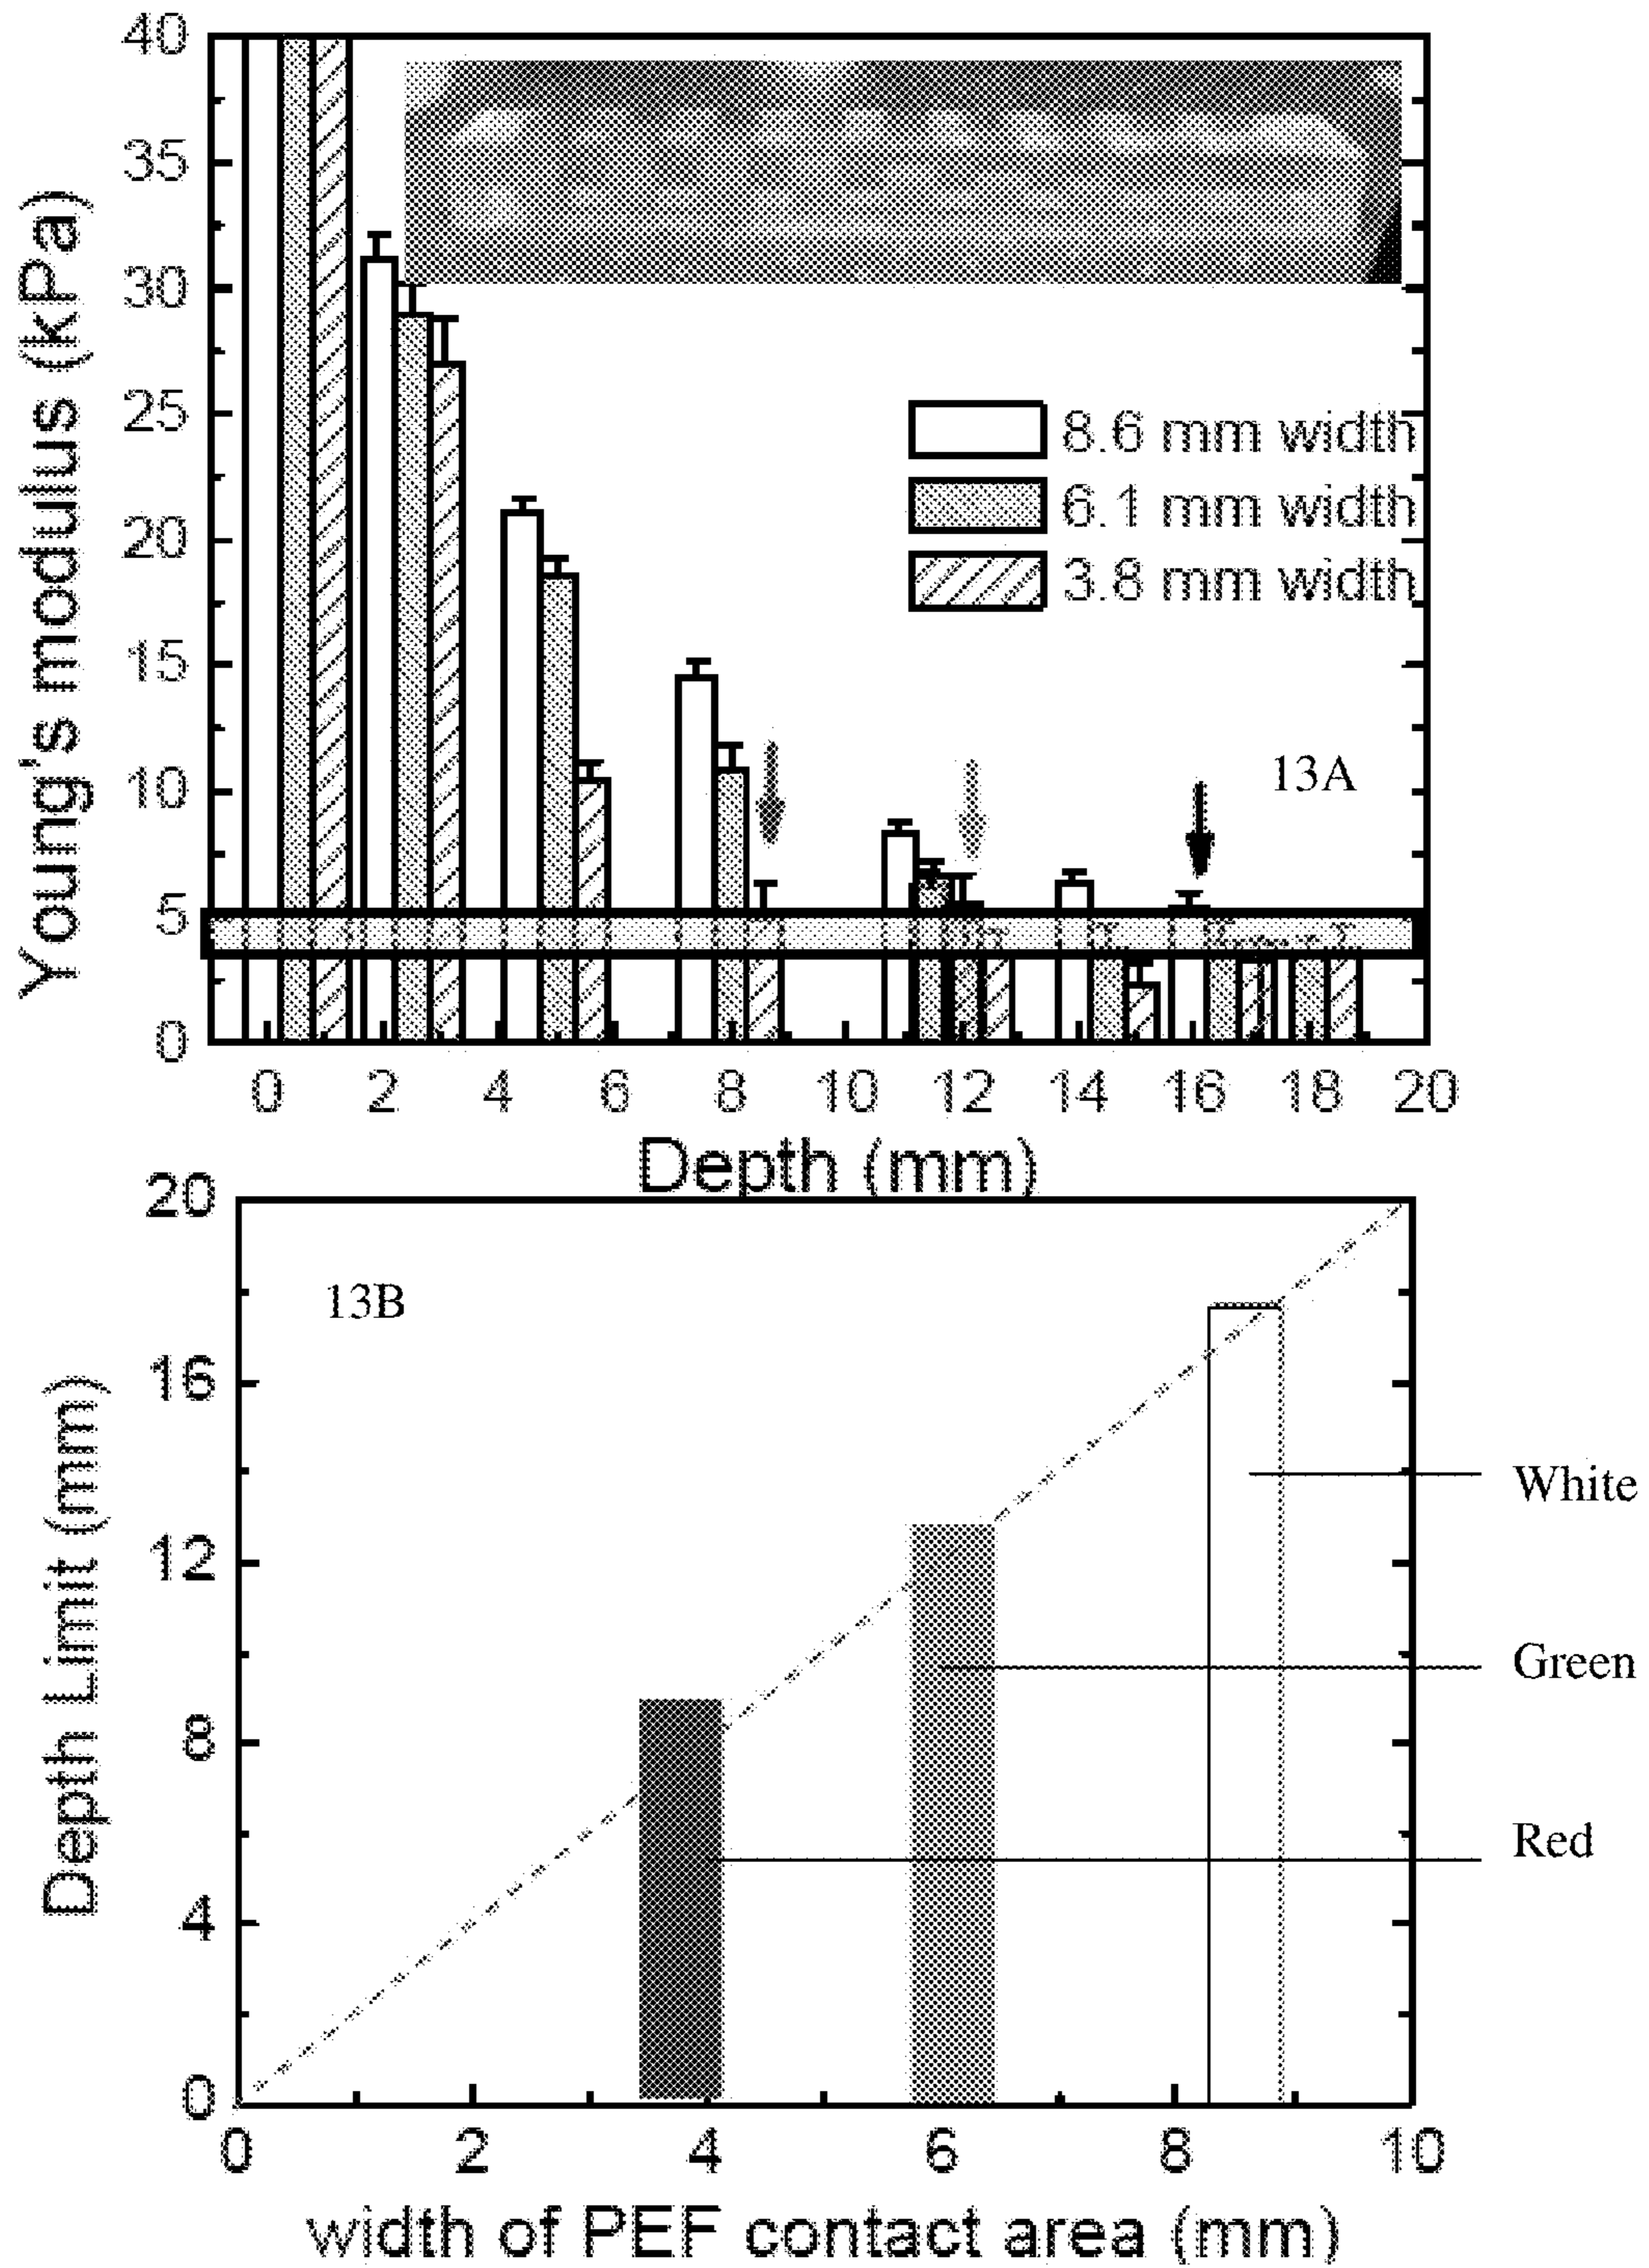 40
35
30
25
20
15
10
5
0
Young's modulus (kPa)
8.6 mm width
6.1 mm width
3.8 mm width
13A
0 2 4 6 8 10 12 14 16 18 20
Depth (mm)
20
16
12
8
4
0
Depth Limit (mm)
13B
White
Green
Red
0 2 4 6 8 10
width of PEF contact area (mm)